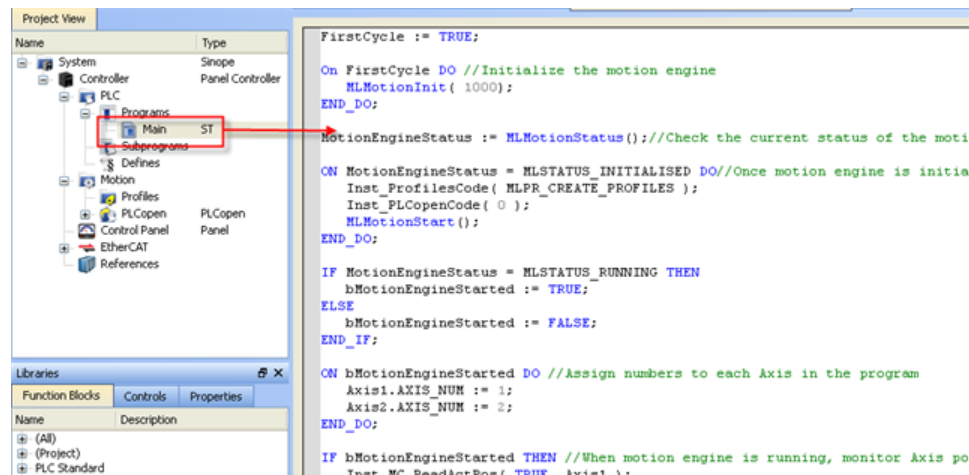 Project View
Name Type
System Sinope
Controller Panel Controller
PLC
Programs
Main ST
Subprograms
Defines
Motion
Profiles
PLCopen PLCopen
Control Panel Panel
EtherCAT
References
Libraries
Function Blocks Controls Properties
Name Description
(All)
(Project)
PLC Standard
FirstCycle := TRUE;
On FirstCycle DO //Initialize the motion engine
MLMotionInit( 1000);
END_DO;
MotionEngineStatus := MLMotionStatus();//Check the current status of the moti
ON MotionEngineStatus = MLSTATUS_INITIALISED DO//Once motion engine is initia
Inst_ProfilesCode( MLPR_CREATE_PROFILES );
Inst_PLCopenCode( 0 );
MLMotionStart();
END_DO;
IF MotionEngineStatus = MLSTATUS_RUNNING THEN
bMotionEngineStarted := TRUE;
ELSE
bMotionEngineStarted := FALSE;
END_IF;
ON bMotionEngineStarted DO //Assign numbers to each Axis in the program
Axis1.AXIS_NUM := 1;
Axis2.AXIS_NUM := 2;
END_DO;
IF bMotionEngineStarted THEN //When motion engine is running, monitor Axis po
Inst_MC_ReadActPos( TRUE, Axis1 );